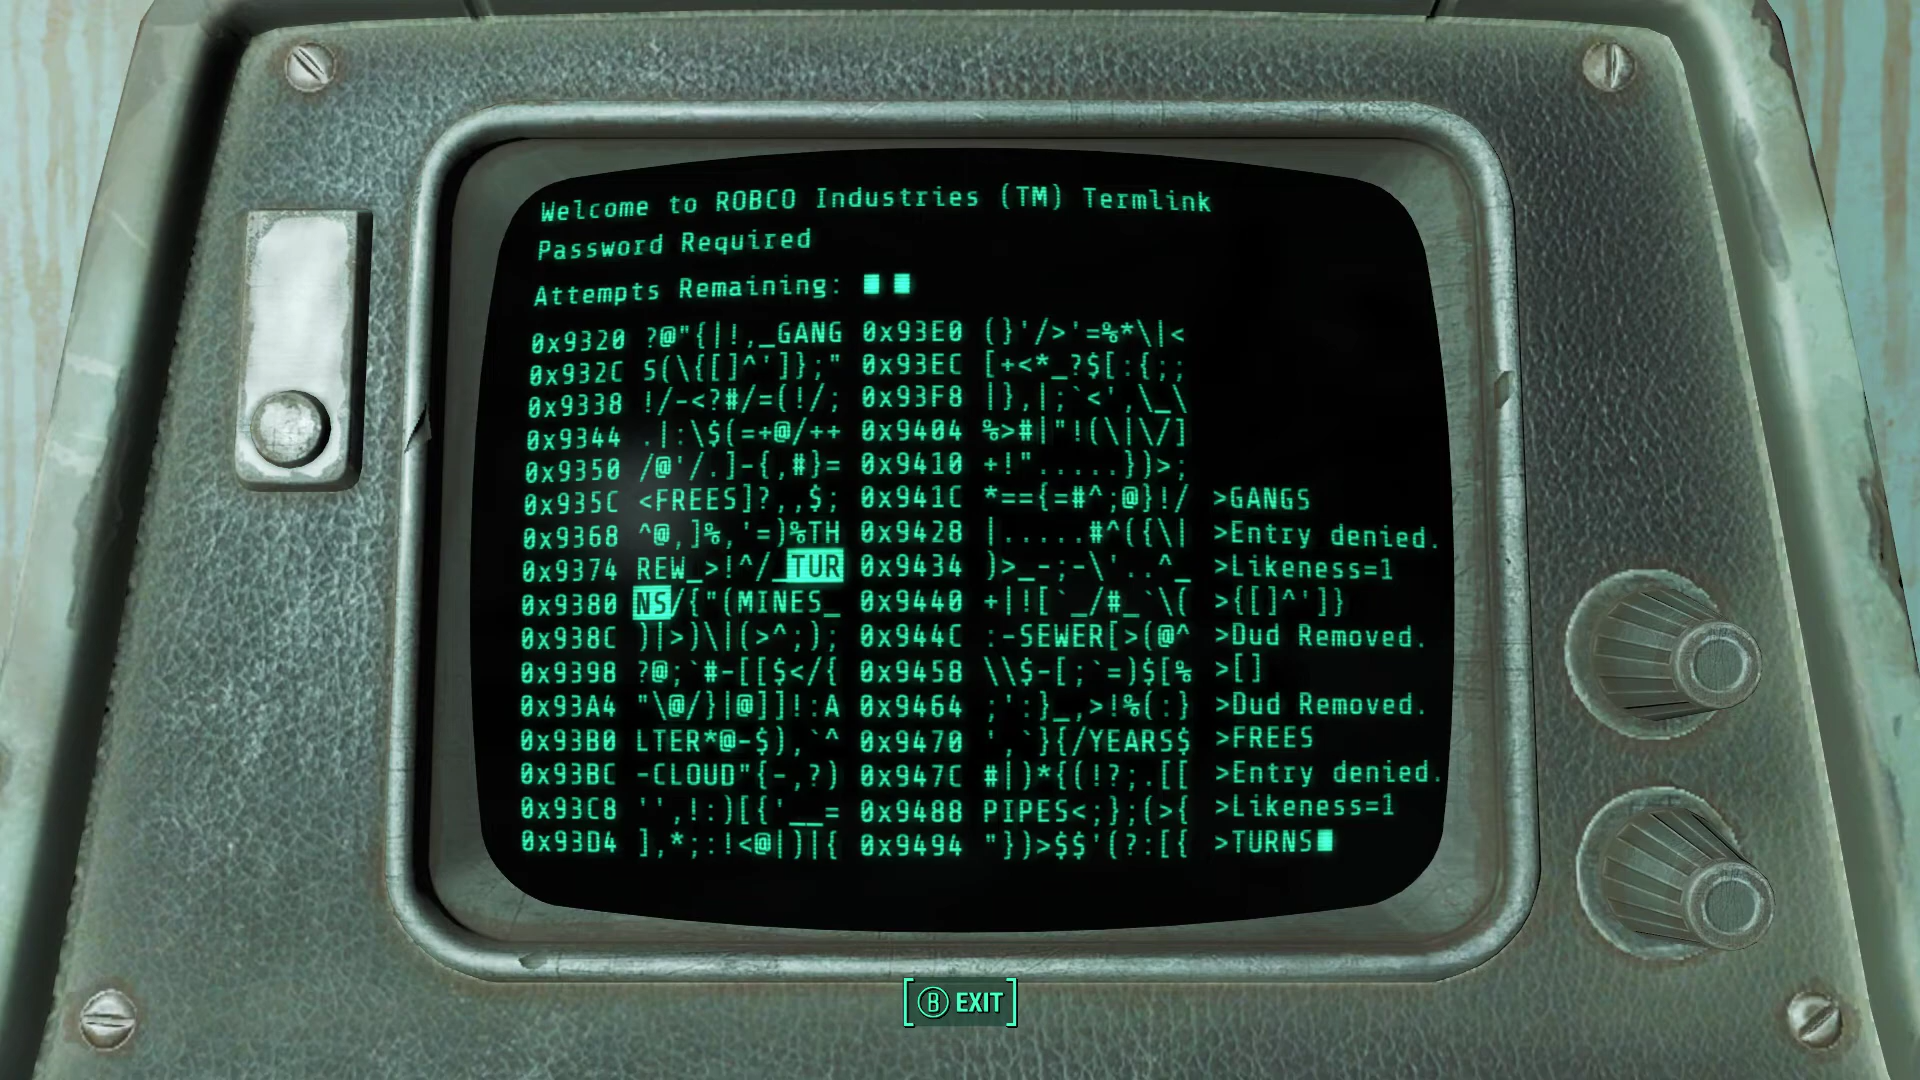 Welcome to ROBCO Industries (TM) Termlink
Password Required
Attempts Remaining: ■ ■
0x9320 ?@"{|!,_GANG 0x93E0 (}'/>'=%*\|<
0x932C S(\{[]^']};" 0x93EC [+<*_?$[:{;;
0x9338 !/-<?#/=(!/; 0x93F8 |},|;`<',\_\
0x9344 .|:\$(=+@/++ 0x9404 %>#|"!(\|\/]
0x9350 /@'/.]-{,#}= 0x9410 +!".....})>;
0x935C <FREES]?,,$; 0x941C *=={=#^;@}!/ >GANGS
0x9368 ^@,]%,'=)%TH 0x9428 |.....#^({\| >Entry denied.
0x9374 REW_>!^/_TUR 0x9434 )>_-;-\'..^_ >Likeness=1
0x9380 NS/{"(MINES_ 0x9440 +|![`_/#_`\( >{[]^']}
0x938C )|>)\|(>^;); 0x944C :-SEWER[>(@^ >Dud Removed.
0x9398 ?@;`#-[[$</{ 0x9458 \\$-[;`=)$[% >[]
0x93A4 "\@/}|@]]!:A 0x9464 ;':}_,>!%(:} >Dud Removed.
0x93B0 LTER*@-$),`^ 0x9470 ',`}{/YEARS$ >FREES
0x93BC -CLOUD"{-,?) 0x947C #|)*{(!?;.[[ >Entry denied.
0x93C8 '',!:)[{'__= 0x9488 PIPES<;};(>{ >Likeness=1
0x93D4 ],*;:!<@|)|{ 0x9494 "})>$$'(?:[{ >TURNS■
B EXIT